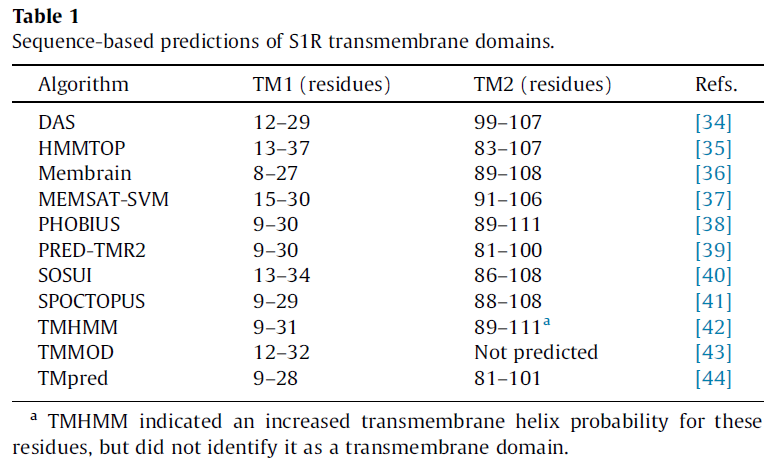 Table 1
Sequence-based predictions of S1R transmembrane domains.
Algorithm TM1 (residues) TM2 (residues) Refs.
DAS 12–29 99–107 [34]
HMMTOP 13–37 83–107 [35]
Membrain 8–27 89–108 [36]
MEMSAT-SVM 15–30 91–106 [37]
PHOBIUS 9–30 89–111 [38]
PRED-TMR2 9–30 81–100 [39]
SOSUI 13–34 86–108 [40]
SPOCTOPUS 9–29 88–108 [41]
TMHMM 9–31 89–111a [42]
TMMOD 12–32 Not predicted [43]
TMpred 9–28 81–101 [44]
a TMHMM indicated an increased transmembrane helix probability for these
residues, but did not identify it as a transmembrane domain.